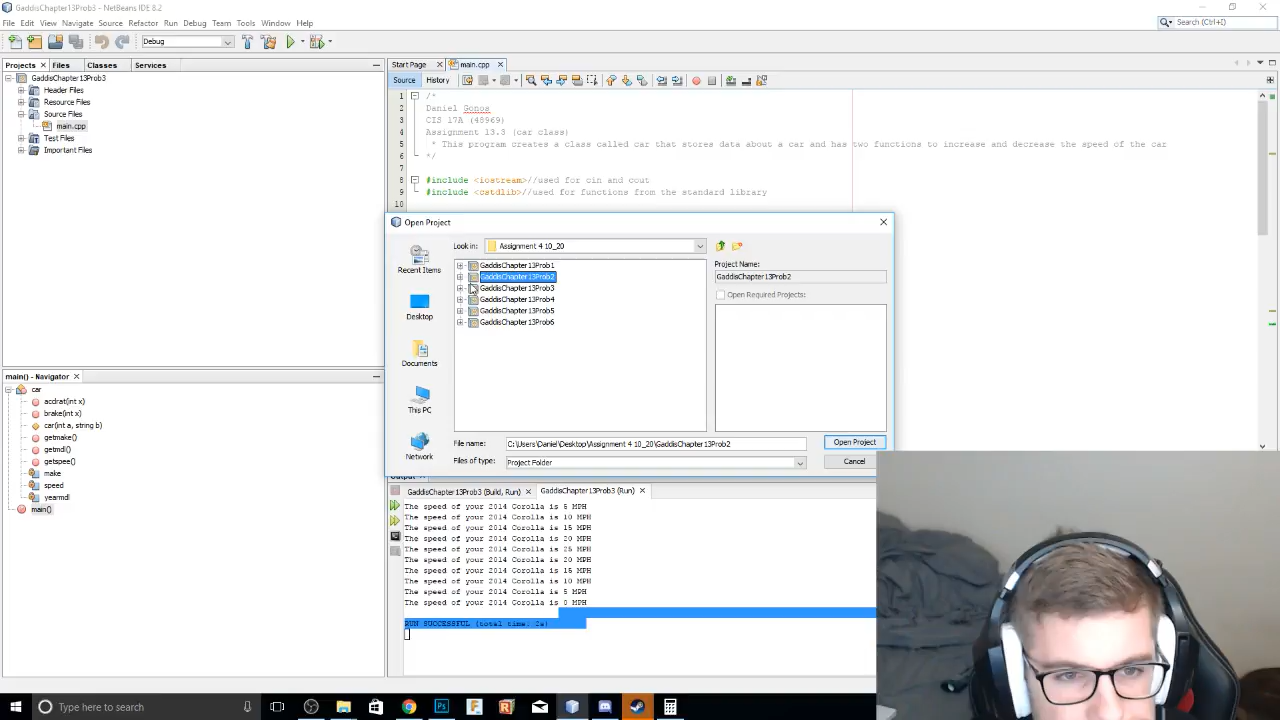 GaddisChapter13Prob3 - NetBeans IDE 8.2
File Edit View Navigate Source Refactor Run Debug Team Tools Window Help
Search (Ctrl+I)
Debug
Projects Files Classes Services
GaddisChapter13Prob3
Header Files
Resource Files
Source Files
main.cpp
Test Files
Important Files
Start Page main.cpp
Source History
1 /*
2 Daniel Gonos
3 CIS 17A (48969)
4 Assignment 13.3 (car class)
5 * This program creates a class called car that stores data about a car and has two functions to increase and decrease the speed of the car
6 */
7
8 #include <iostream>//used for cin and cout
9 #include <cstdlib>//used for functions from the standard library
10
Open Project
Look in: Assignment 4 10_20
Recent Items
Desktop
Documents
This PC
Network
GaddisChapter13Prob1
GaddisChapter13Prob2
GaddisChapter13Prob3
GaddisChapter13Prob4
GaddisChapter13Prob5
GaddisChapter13Prob6
Project Name:
GaddisChapter13Prob2
Open Required Projects:
File name: C:\Users\Daniel\Desktop\Assignment 4 10_20\GaddisChapter13Prob2
Open Project
Files of type: Project Folder
Cancel
main() - Navigator
car
acdrat(int x)
brake(int x)
car(int a, string b)
getmake()
getmdl()
getspee()
make
speed
yearmdl
main()
Output
GaddisChapter13Prob3 (Build, Run) GaddisChapter13Prob3 (Run)
The speed of your 2014 Corolla is 5 MPH
The speed of your 2014 Corolla is 10 MPH
The speed of your 2014 Corolla is 15 MPH
The speed of your 2014 Corolla is 20 MPH
The speed of your 2014 Corolla is 25 MPH
The speed of your 2014 Corolla is 20 MPH
The speed of your 2014 Corolla is 15 MPH
The speed of your 2014 Corolla is 10 MPH
The speed of your 2014 Corolla is 5 MPH
The speed of your 2014 Corolla is 0 MPH
RUN SUCCESSFUL (total time: 2s)
Type here to search